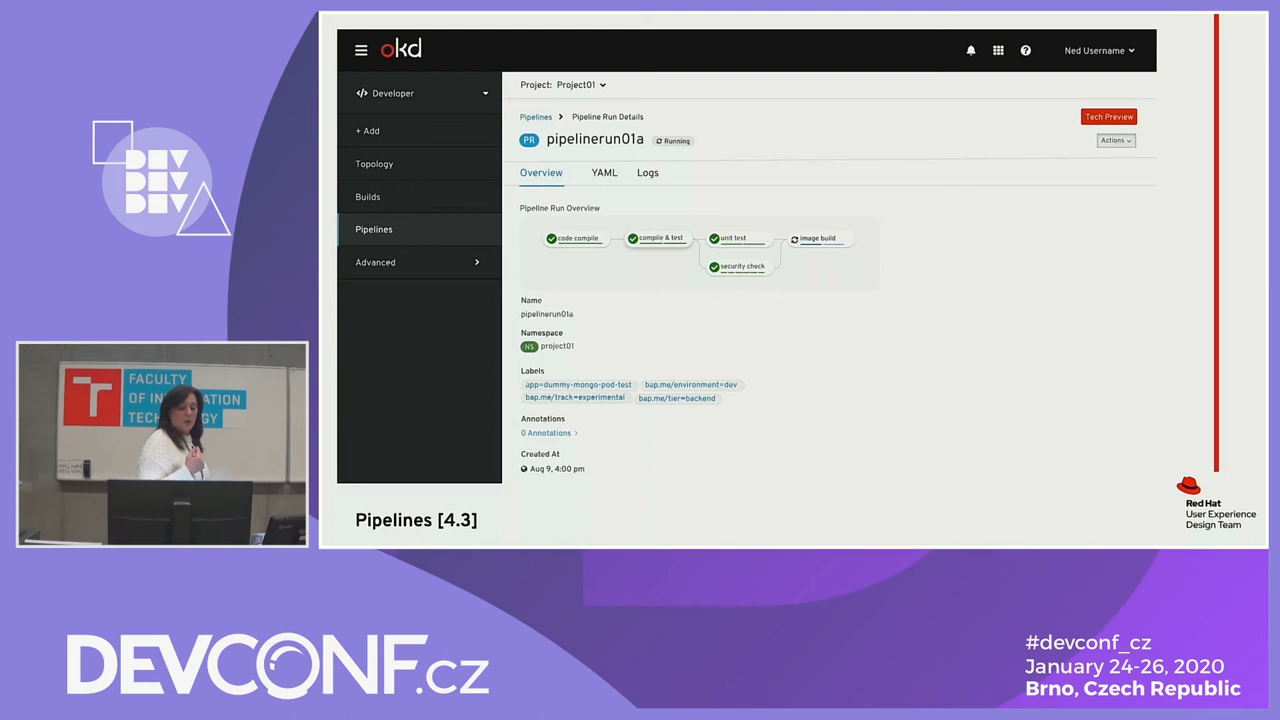 okd
Ned Username
Developer
+ Add
Topology
Builds
Pipelines
Advanced
Project: Project01
Pipelines > Pipeline Run Details
Tech Preview
PR pipelinerun01a Running
Actions
Overview YAML Logs
Pipeline Run Overview
code compile
compile & test
unit test
image build
security check
Name
pipelinerun01a
Namespace
NS project01
Labels
app=dummy-mongo-pod-test bap.me/environment=dev
bap.me/track=experimental bap.me/tier=backend
Annotations
0 Annotations >
Created At
Aug 9, 4:00 pm
Pipelines [4.3]
Red Hat
User Experience
Design Team
DEV
DEV
DEV
FACULTY
OF INFORMATION
DEVCONF.cz
#devconf_cz
January 24-26, 2020
Brno, Czech Republic